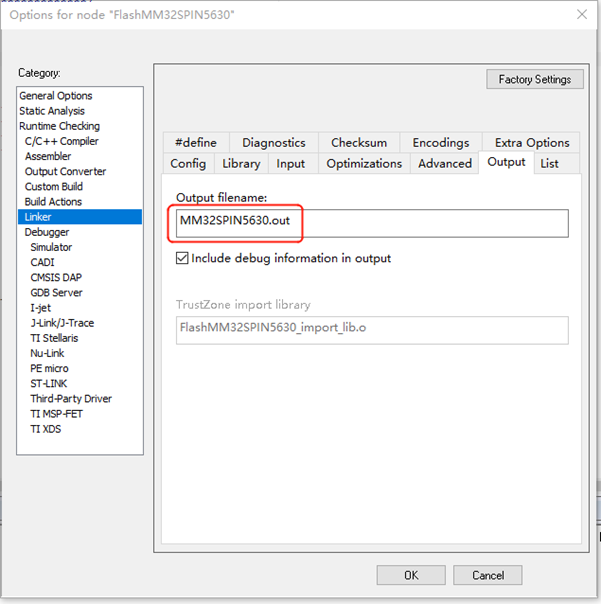 Options for node "FlashMM32SPIN5630"
Category:
General Options
Static Analysis
Runtime Checking
C/C++ Compiler
Assembler
Output Converter
Custom Build
Build Actions
Linker
Debugger
Simulator
CADI
CMSIS DAP
GDB Server
I-jet
J-Link/J-Trace
TI Stellaris
Nu-Link
PE micro
ST-LINK
Third-Party Driver
TI MSP-FET
TI XDS
Factory Settings
#define Diagnostics Checksum Encodings Extra Options
Config Library Input Optimizations Advanced Output List
Output filename:
MM32SPIN5630.out
Include debug information in output
TrustZone import library
FlashMM32SPIN5630_import_lib.o
OK Cancel